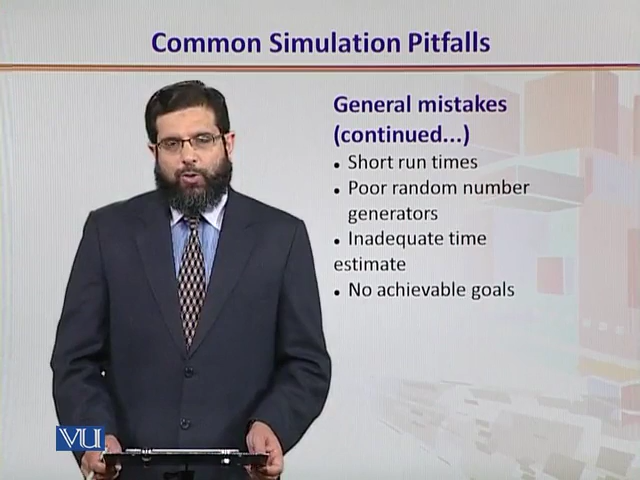 Common Simulation Pitfalls
General mistakes
(continued...)
• Short run times
• Poor random number
generators
• Inadequate time
estimate
• No achievable goals
VU